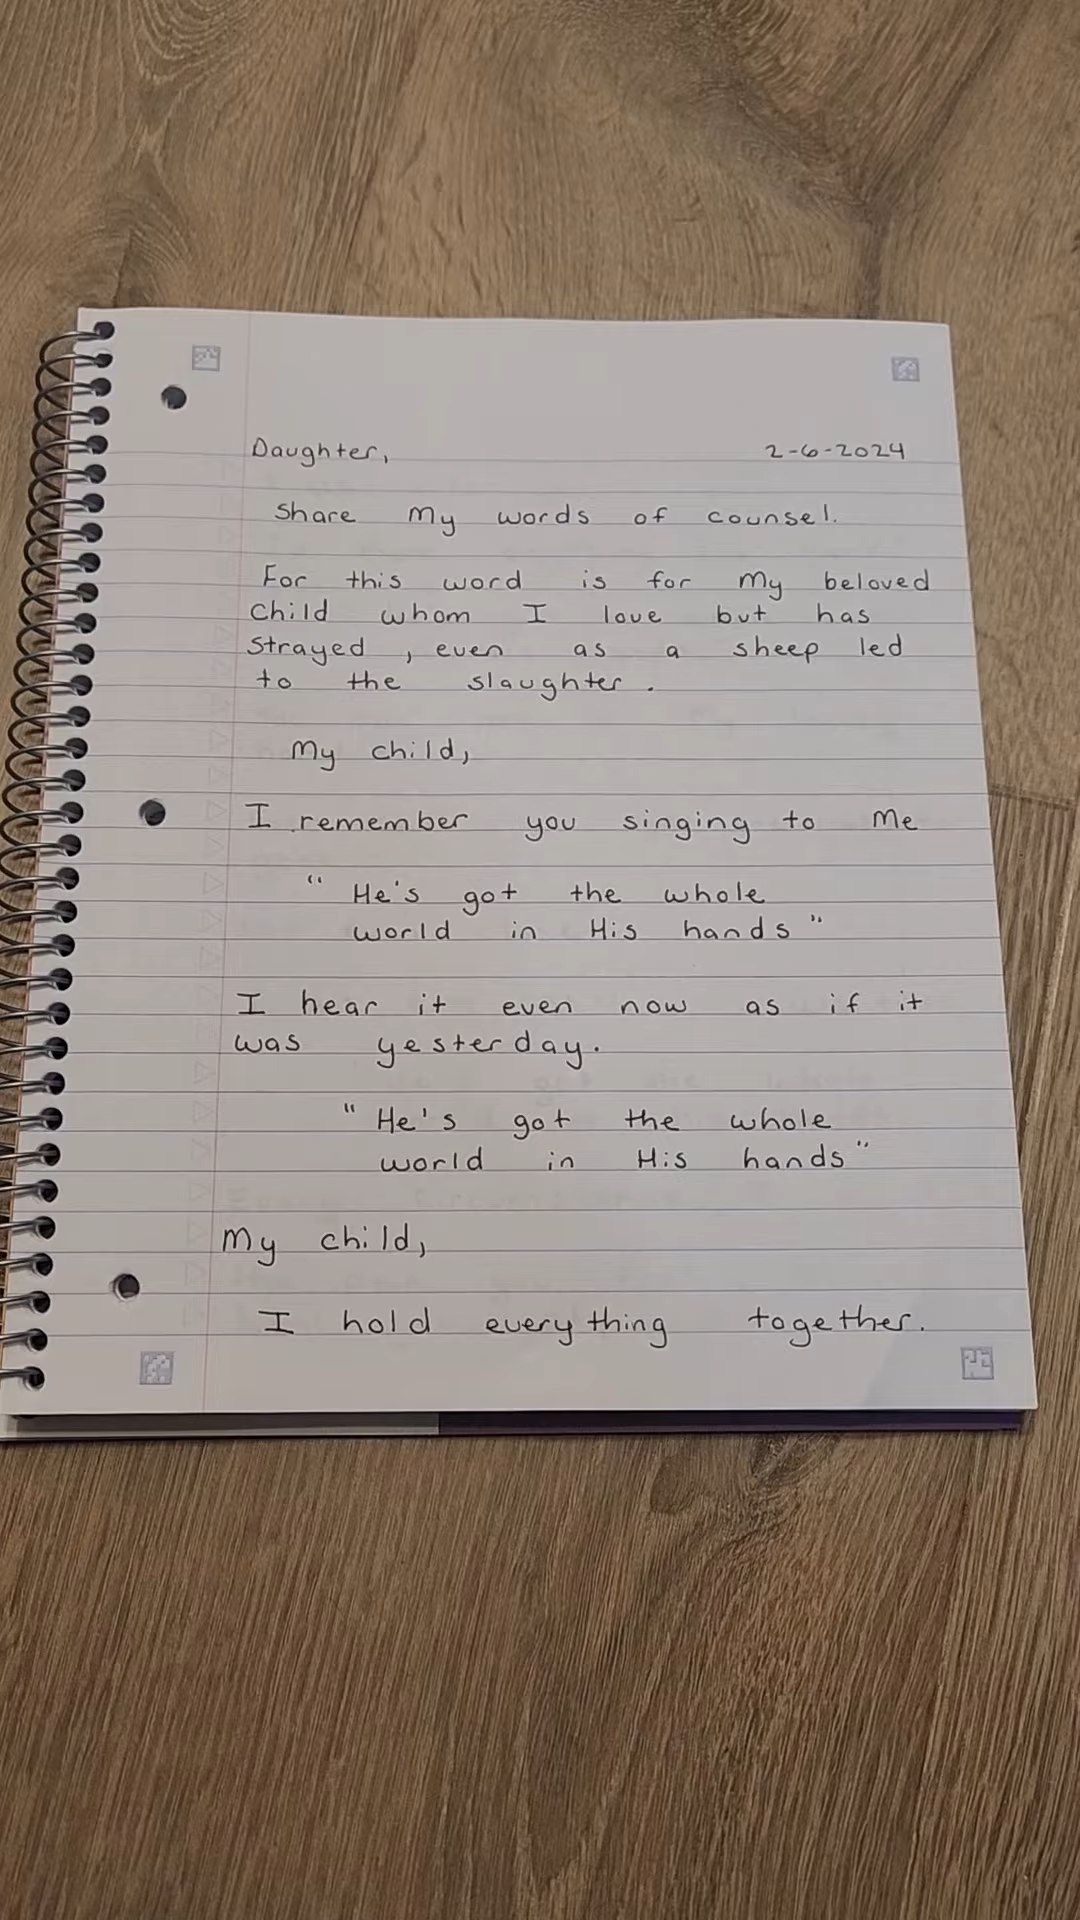 Daughter, 2-6-2024
Share My words of counsel.
For this word is for My beloved
child whom I love but has
strayed, even as a sheep led
to the slaughter.
My child,
I remember you singing to Me
"He's got the whole
world in His hands"
I hear it even now as if it
was yesterday.
"He's got the whole
world in His hands"
My child,
I hold everything together.